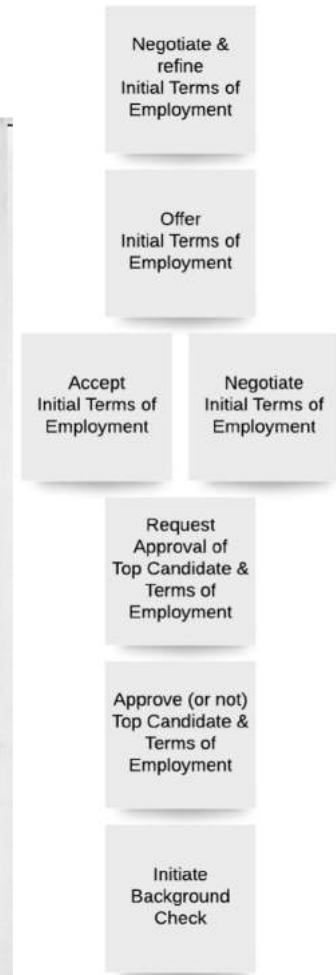 Negotiate &
refine
Initial Terms of
Employment
Offer
Initial Terms of
Employment
Accept
Initial Terms of
Employment
Negotiate
Initial Terms of
Employment
Request
Approval of
Top Candidate &
Terms of
Employment
Approve (or not)
Top Candidate &
Terms of
Employment
Initiate
Background
Check